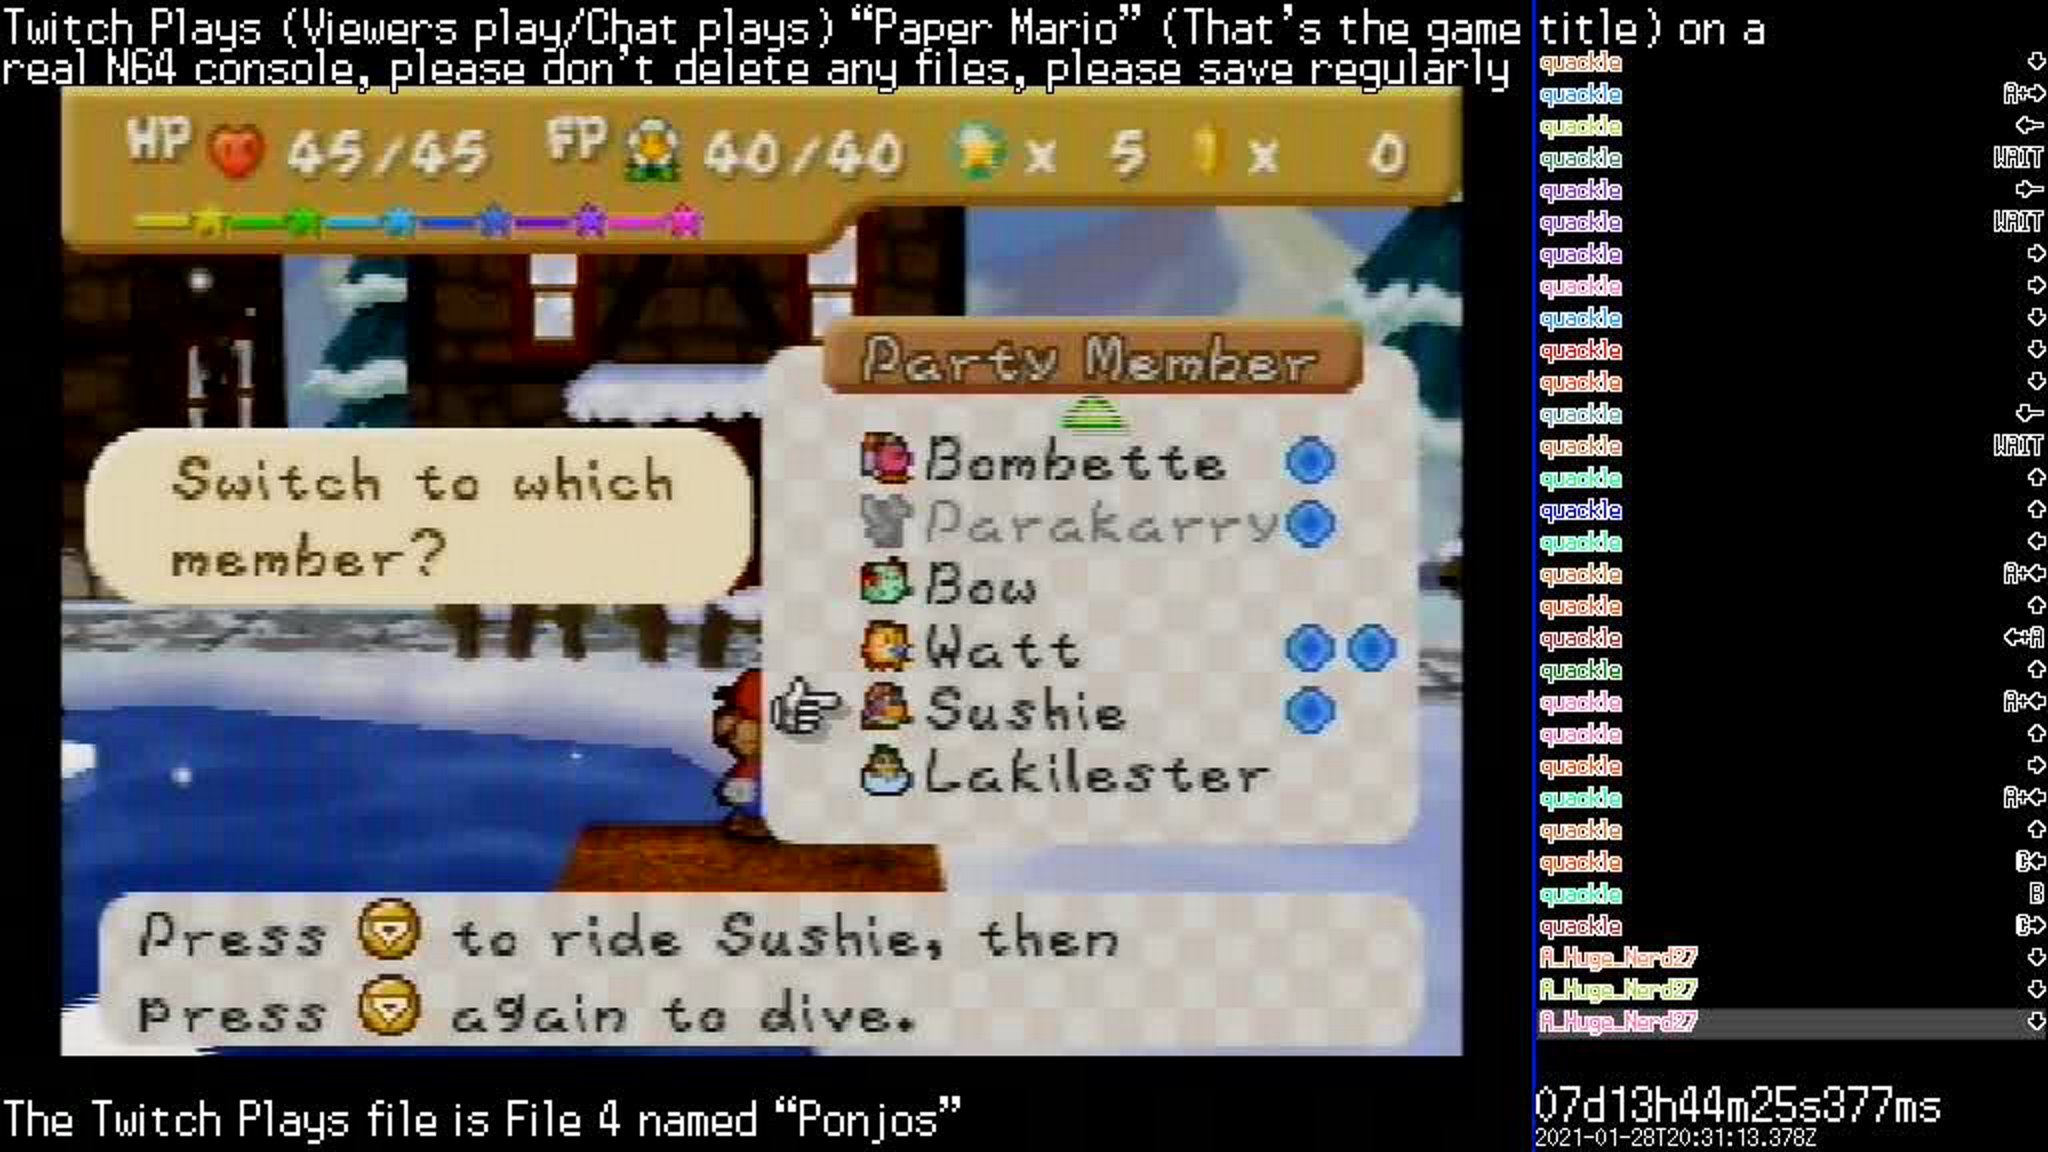 Twitch Plays (Viewers play/Chat plays) “Paper Mario” (That's the game title) on a
real N64 console, please don't delete any files, please save regularly
HP 45/45 FP 40/40 x 5 x 0
Party Member
Bombette
Parakarry
Bow
Watt
Sushie
Lakilester
Switch to which
member?
Press to ride Sushie, then
press again to dive.
The Twitch Plays file is File 4 named “Ponjos”
quackle ↓
quackle A+→
quackle ←
quackle WAIT
quackle →
quackle WAIT
quackle →
quackle →
quackle ↓
quackle ↓
quackle ↓
quackle ←
quackle WAIT
quackle ↑
quackle ↑
quackle ←
quackle A+←
quackle ↑
quackle ←+A
quackle ↑
quackle A+←
quackle ↑
quackle →
quackle A+←
quackle ↑
quackle C←
quackle B
quackle C→
A_Huge_Nerd27 ↓
A_Huge_Nerd27 ↓
A_Huge_Nerd27 ↓
07d13h44m25s377ms
2021-01-28T20:31:13.378Z